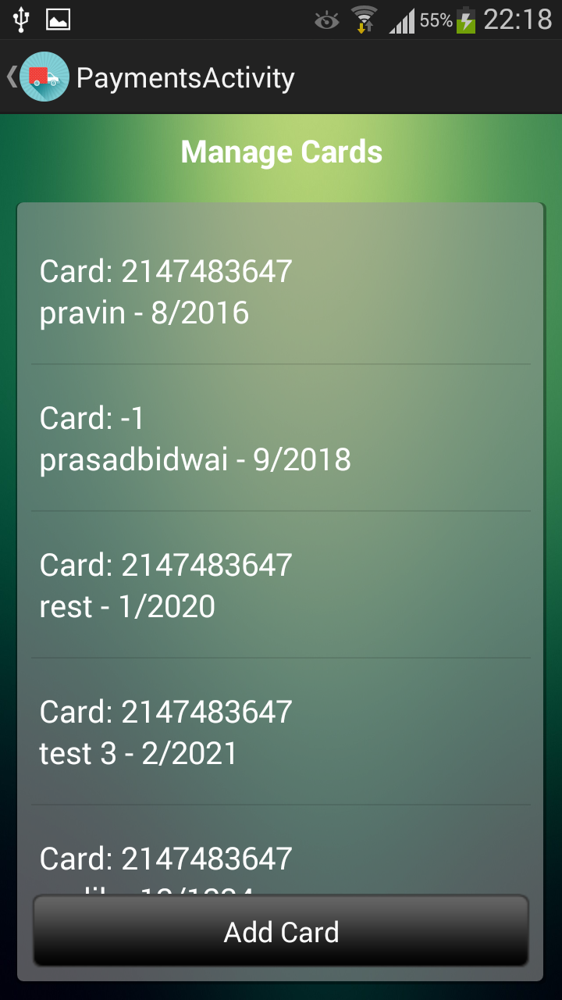 55% 22:18
PaymentsActivity
Manage Cards
Card: 2147483647
pravin - 8/2016
Card: -1
prasadbidwai - 9/2018
Card: 2147483647
rest - 1/2020
Card: 2147483647
test 3 - 2/2021
Card: 2147483647
Add Card